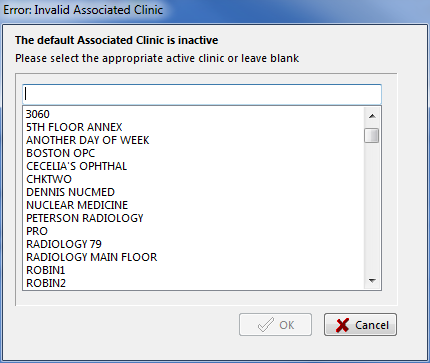 Error: Invalid Associated Clinic
The default Associated Clinic is inactive
Please select the appropriate active clinic or leave blank
3060
5TH FLOOR ANNEX
ANOTHER DAY OF WEEK
BOSTON OPC
CECELIA'S OPHTHAL
CHKTWO
DENNIS NUCMED
NUCLEAR MEDICINE
PETERSON RADIOLOGY
PRO
RADIOLOGY 79
RADIOLOGY MAIN FLOOR
ROBIN1
ROBIN2
OK
Cancel